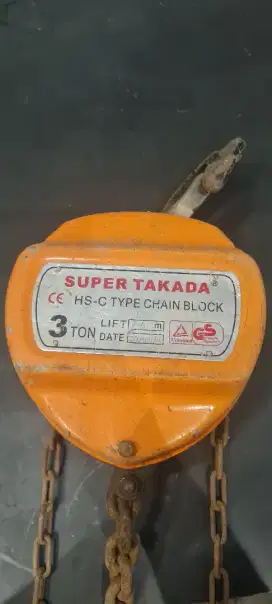 SUPER TAKADA®
CE HS-C TYPE CHAIN BLOCK
3 TON LIFT m
DATE
GS